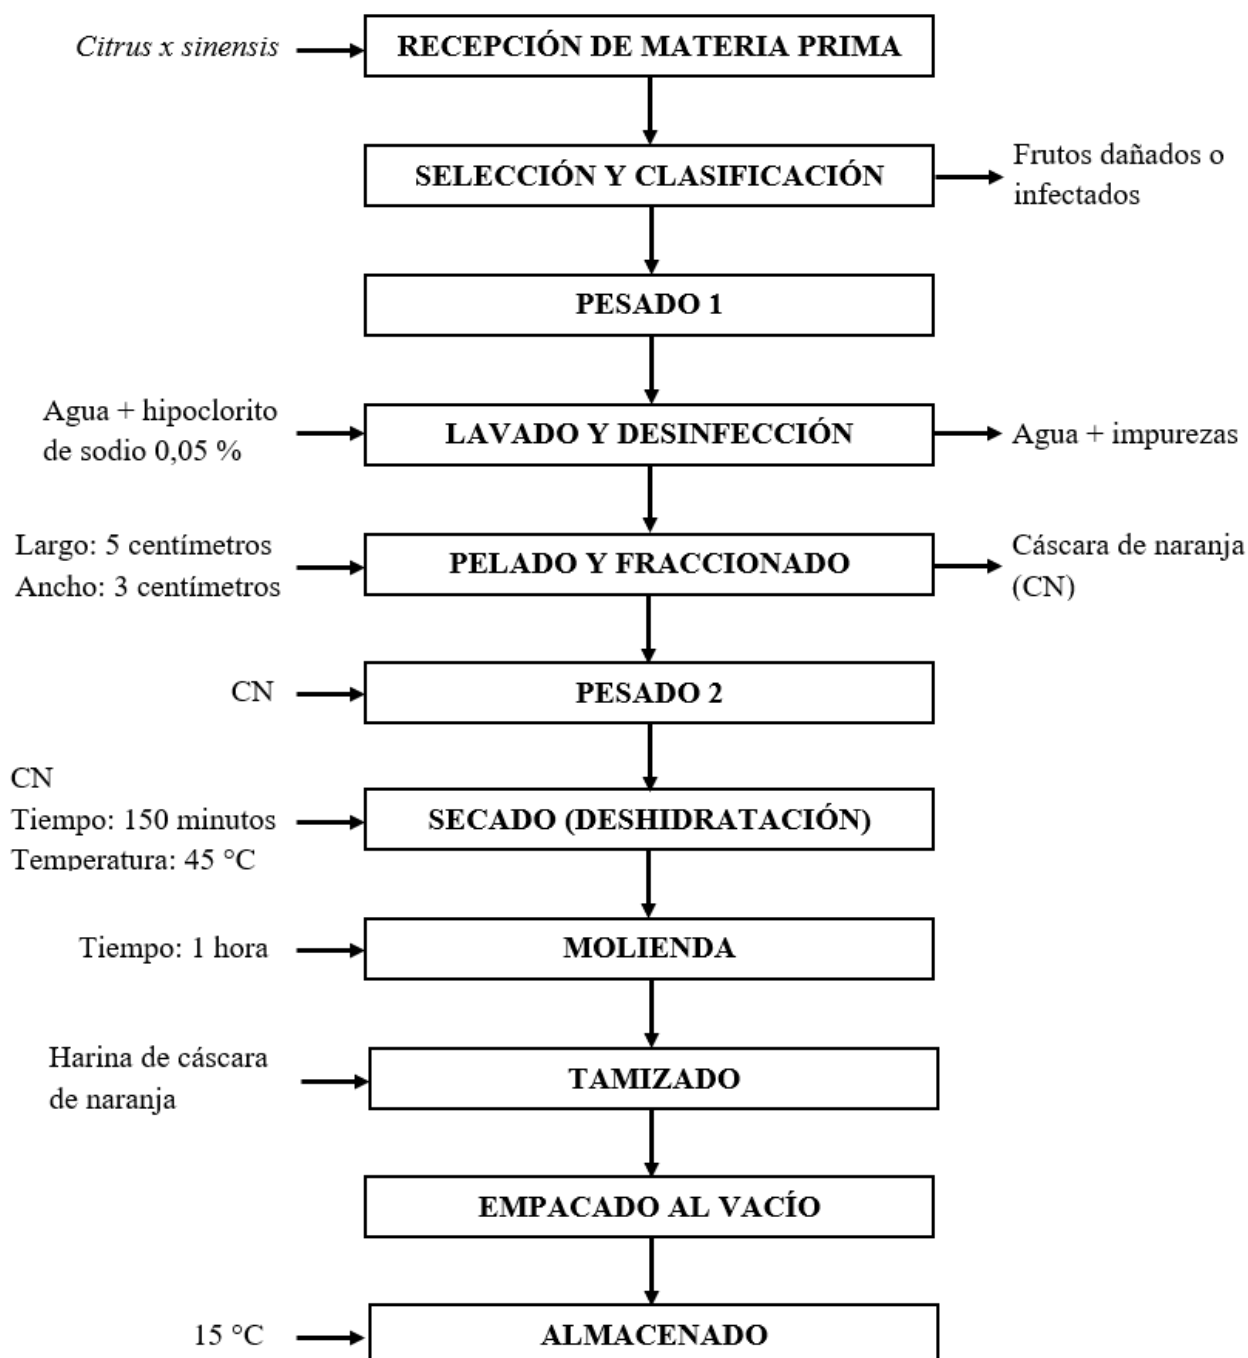 Citrus x sinensis
RECEPCIÓN DE MATERIA PRIMA
SELECCIÓN Y CLASIFICACIÓN
Frutos dañados o
infectados
PESADO 1
Agua + hipoclorito
de sodio 0,05 %
LAVADO Y DESINFECCIÓN
Agua + impurezas
Largo: 5 centímetros
Ancho: 3 centímetros
PELADO Y FRACCIONADO
Cáscara de naranja
(CN)
CN
PESADO 2
CN
Tiempo: 150 minutos
Temperatura: 45 °C
SECADO (DESHIDRATACIÓN)
Tiempo: 1 hora
MOLIENDA
Harina de cáscara
de naranja
TAMIZADO
EMPACADO AL VACÍO
15 °C
ALMACENADO